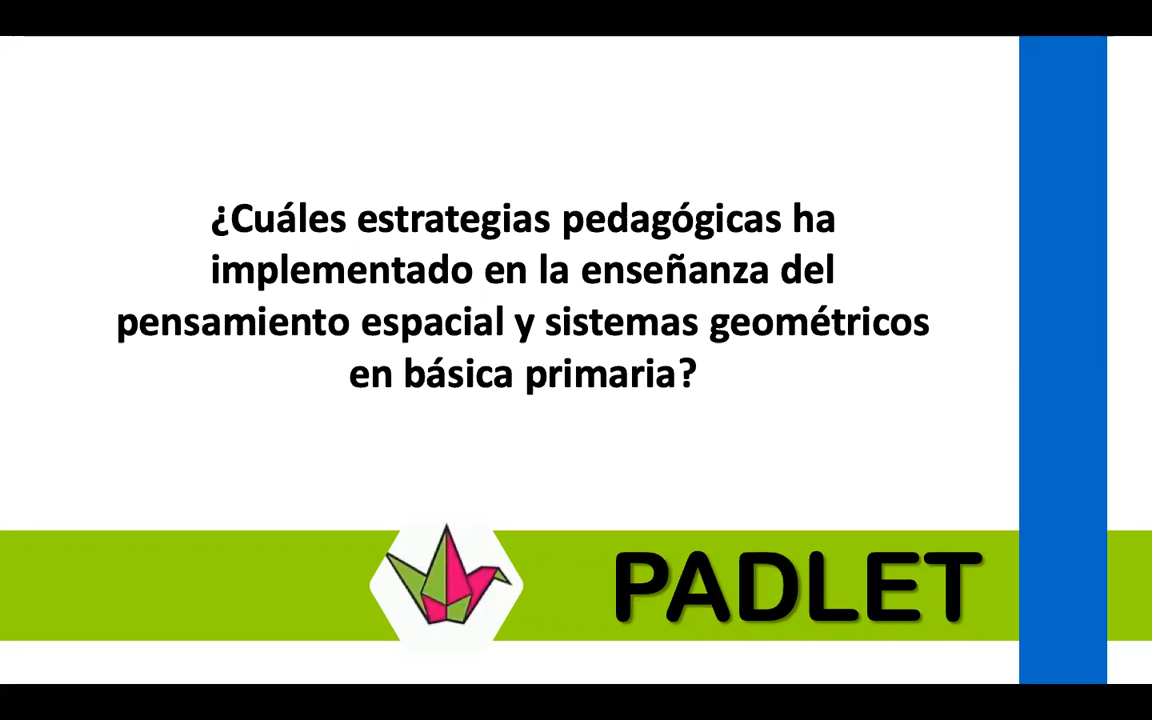 ¿Cuáles estrategias pedagógicas ha
implementado en la enseñanza del
pensamiento espacial y sistemas geométricos
en básica primaria?
PADLET